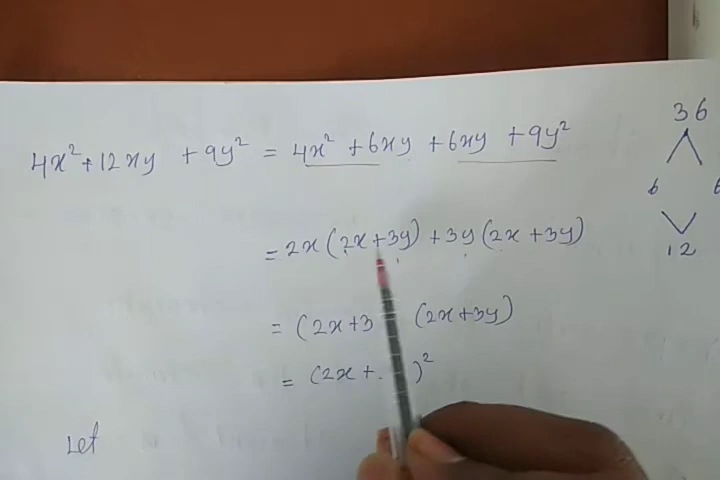 4x² + 12xy + 9y² = 4x² + 6xy + 6xy + 9y²
= 2x(2x+3y) + 3y(2x+3y)
= (2x+3 (2x+3y)
= (2x+ )²
Let
36
6 6
12